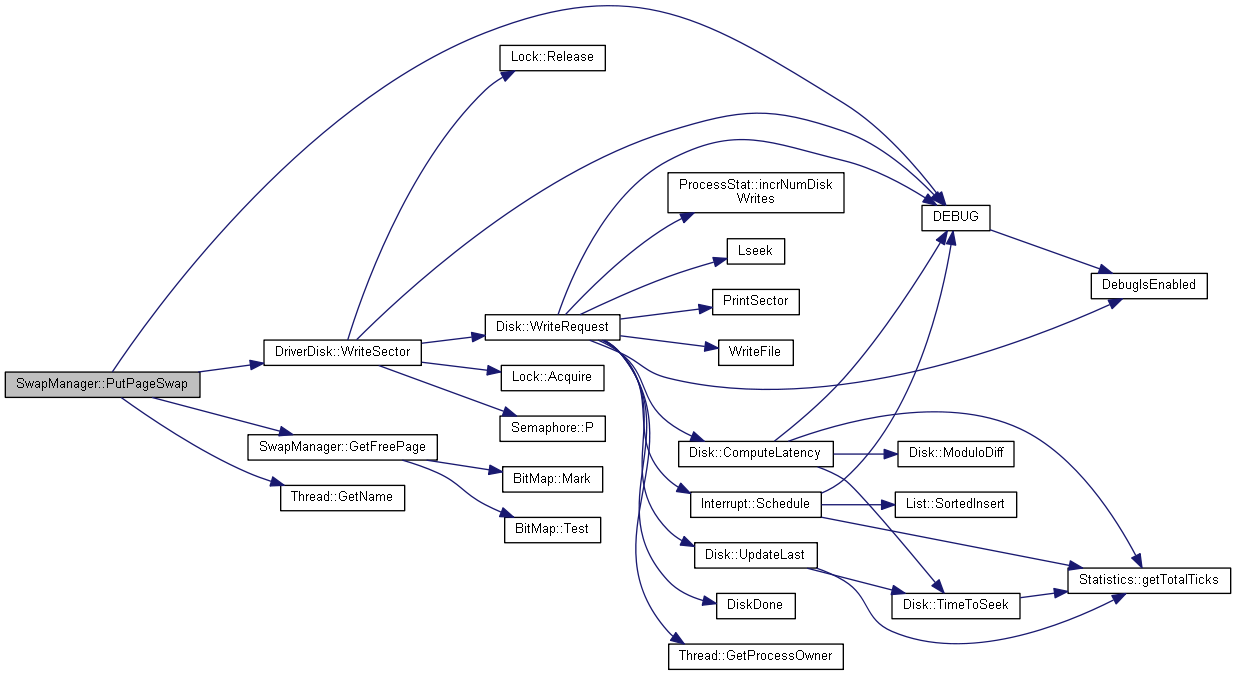 Lock::Release
ProcessStat::incrNumDisk
Writes
DEBUG
Lseek
DebugIsEnabled
PrintSector
Disk::WriteRequest
DriverDisk::WriteSector
WriteFile
SwapManager::PutPageSwap
Lock::Acquire
Semaphore::P
SwapManager::GetFreePage
Disk::ComputeLatency
Disk::ModuloDiff
BitMap::Mark
Thread::GetName
Interrupt::Schedule
List::SortedInsert
BitMap::Test
Disk::UpdateLast
Statistics::getTotalTicks
DiskDone
Disk::TimeToSeek
Thread::GetProcessOwner